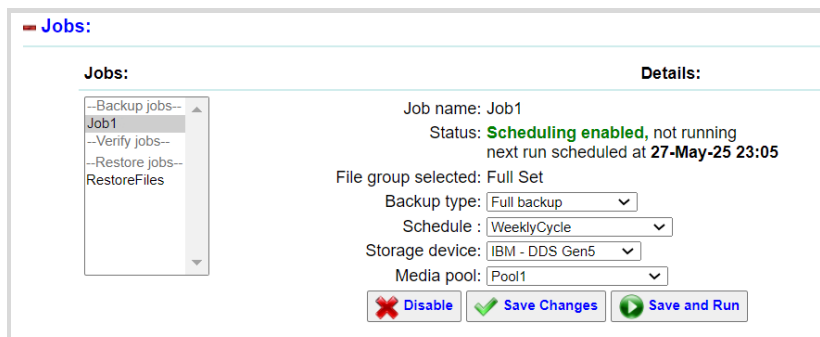 Jobs:
Jobs:
Details:
--Backup jobs--
Job1
--Verify jobs--
--Restore jobs--
RestoreFiles
Job name: Job1
Status: Scheduling enabled, not running
next run scheduled at 27-May-25 23:05
File group selected: Full Set
Backup type: Full backup
Schedule : WeeklyCycle
Storage device: IBM - DDS Gen5
Media pool: Pool1
Disable Save Changes Save and Run